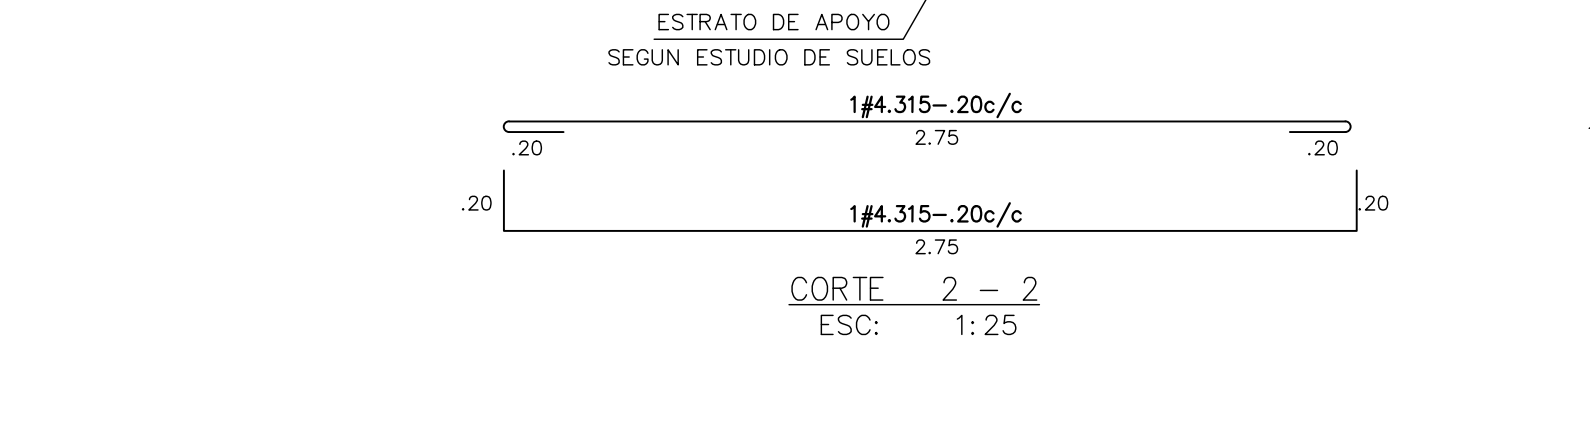 ESTRATO DE APOYO
SEGUN ESTUDIO DE SUELOS
1#4.315-.20c/c
2.75
.20 .20
.20 .20
1#4.315-.20c/c
2.75
CORTE 2 - 2
ESC: 1:25